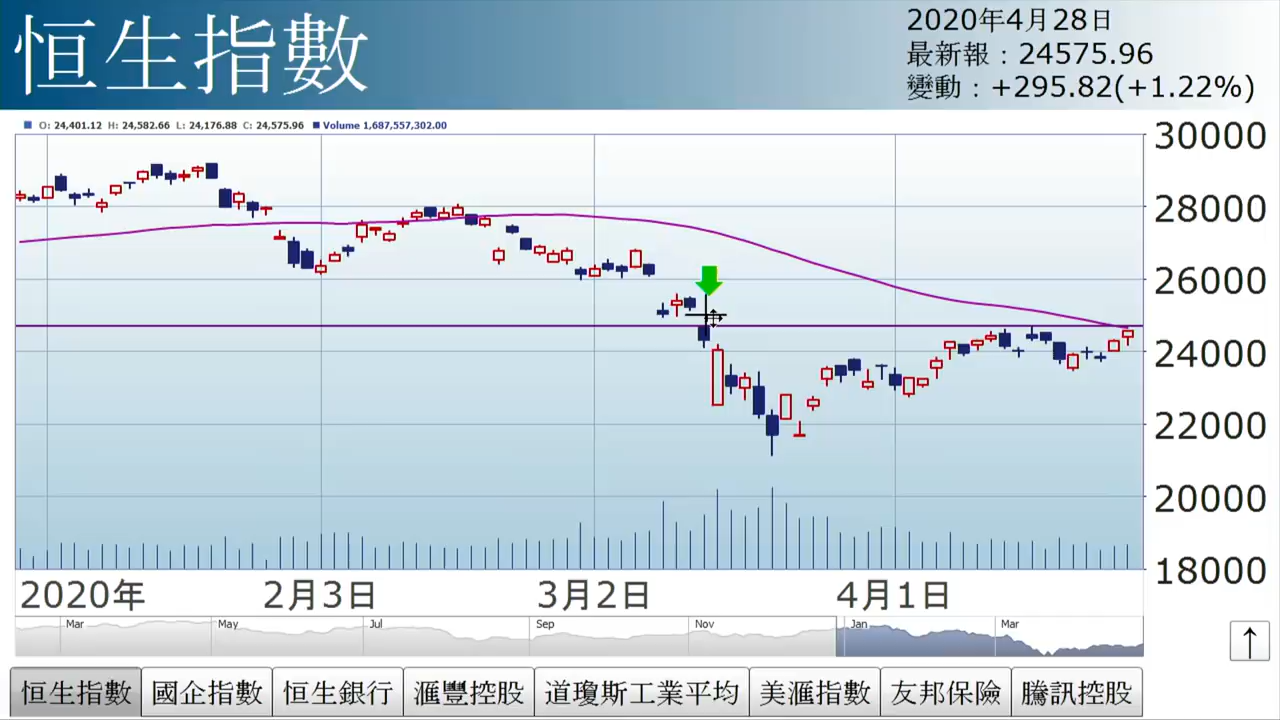 恒生指數
2020年4月28日
最新報：24575.96
變動：+295.82(+1.22%)
O: 24,401.12 H: 24,582.66 L: 24,176.88 C: 24,575.96 Volume 1,687,557,302.00
30000
28000
26000
24000
22000
20000
18000
2020年 2月3日 3月2日 4月1日
Mar May Jul Sep Nov Jan Mar
↑
恒生指數 國企指數 恒生銀行 滙豐控股 道瓊斯工業平均 美滙指數 友邦保險 騰訊控股